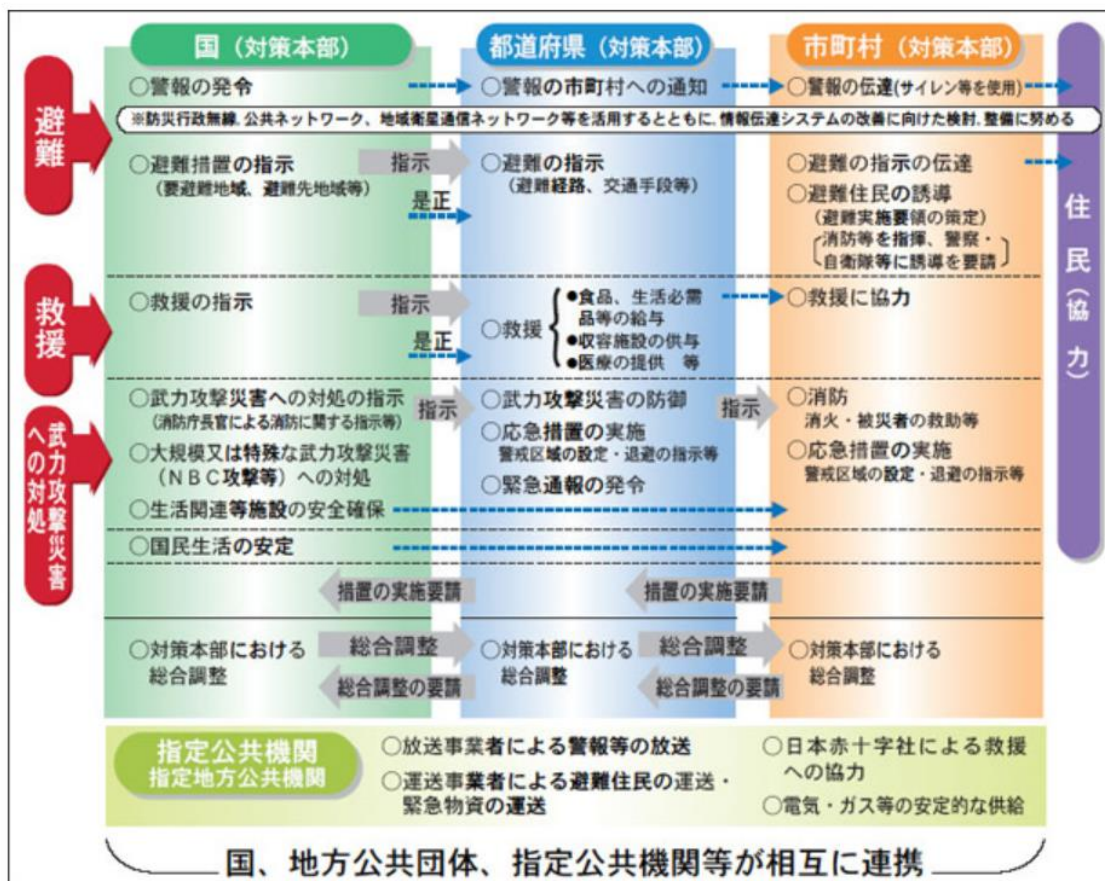 国（対策本部）
都道府県（対策本部）
市町村（対策本部）
避難
○警報の発令
○警報の市町村への通知
○警報の伝達(サイレン等を使用)
※防災行政無線、公共ネットワーク、地域衛星通信ネットワーク等を活用するとともに、情報伝達システムの改善に向けた検討、整備に努める
○避難措置の指示
（要避難地域、避難先地域等）
指示
是正
○避難の指示
（避難経路、交通手段等）
○避難の指示の伝達
○避難住民の誘導
（避難実施要領の策定）
消防等を指揮、警察・
自衛隊等に誘導を要請
救援
○救援の指示
指示
是正
○救援
●食品、生活必需
品等の給与
●収容施設の供与
●医療の提供　等
○救援に協力
武力攻撃災害
への対処
○武力攻撃災害への対処の指示
（消防庁長官による消防に関する指示等）
○大規模又は特殊な武力攻撃災害
（ＮＢＣ攻撃等）への対処
○生活関連等施設の安全確保
指示
○武力攻撃災害の防御
○応急措置の実施
警戒区域の設定・退避の指示等
○緊急通報の発令
指示
○消防
消火・被災者の救助等
○応急措置の実施
警戒区域の設定・退避の指示等
○国民生活の安定
措置の実施要請
措置の実施要請
○対策本部における
総合調整
総合調整
総合調整の要請
○対策本部における
総合調整
総合調整
総合調整の要請
○対策本部における
総合調整
住民（協力）
指定公共機関
指定地方公共機関
○放送事業者による警報等の放送
○運送事業者による避難住民の運送・
緊急物資の運送
○日本赤十字社による救援
への協力
○電気・ガス等の安定的な供給
国、地方公共団体、指定公共機関等が相互に連携